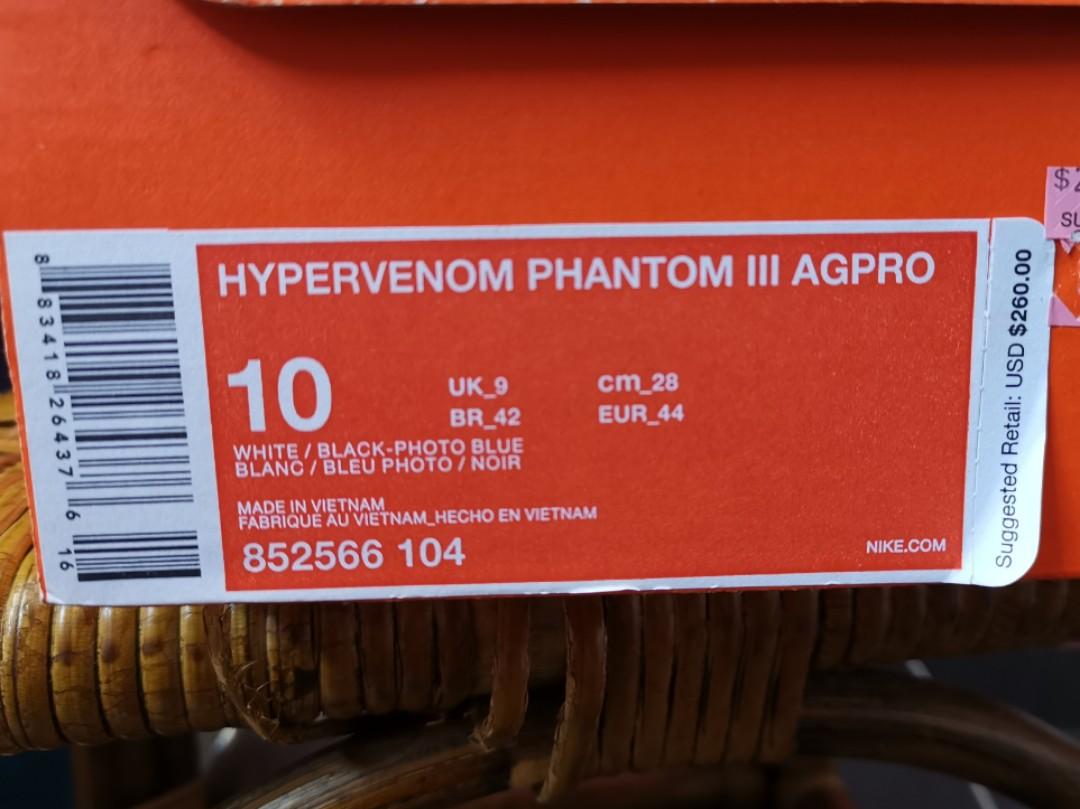 HYPERVENOM PHANTOM III AGPRO
10
UK_9
cm_28
BR_42
EUR_44
WHITE / BLACK-PHOTO BLUE
BLANC / BLEU PHOTO / NOIR
MADE IN VIETNAM
FABRIQUE AU VIETNAM_HECHO EN VIETNAM
852566 104
NIKE.COM
8 83418 26437 6 16
Suggested Retail: USD $260.00